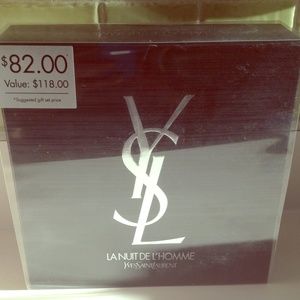 $82.00*
Value: $118.00
*Suggested gift set price
YSL
LA NUIT DE L'HOMME
YVESSAINTLAURENT